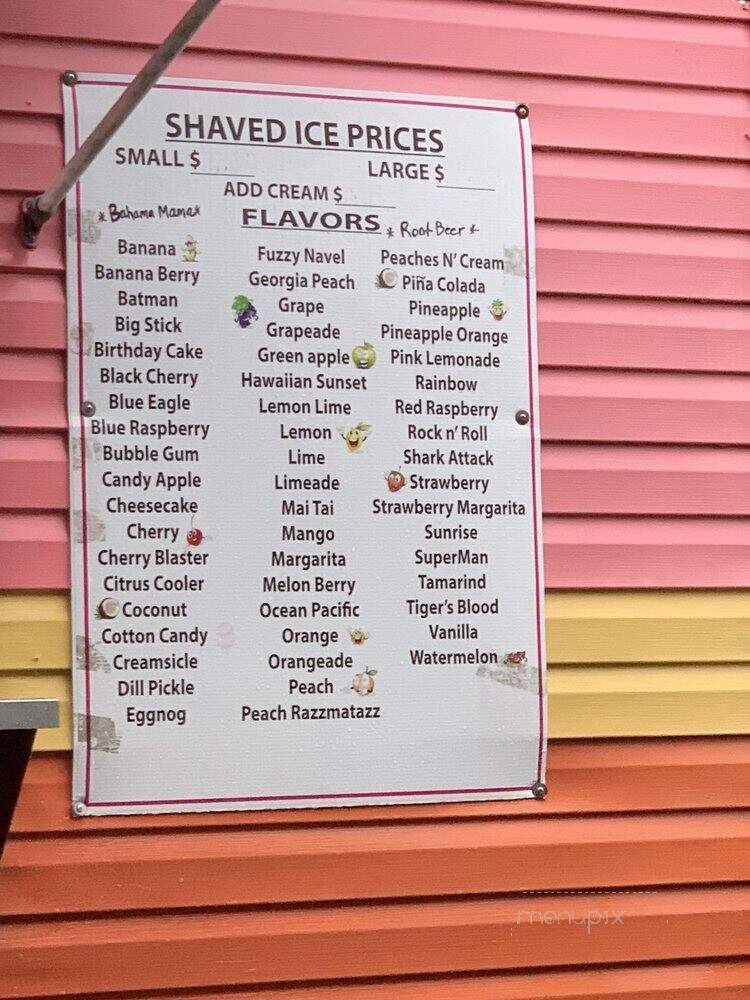 SHAVED ICE PRICES
SMALL $ LARGE $
ADD CREAM $
* Bahama Mama *
FLAVORS
* Root Beer *
Banana
Banana Berry
Batman
Big Stick
Birthday Cake
Black Cherry
Blue Eagle
Blue Raspberry
Bubble Gum
Candy Apple
Cheesecake
Cherry
Cherry Blaster
Citrus Cooler
Coconut
Cotton Candy
Creamsicle
Dill Pickle
Eggnog
Fuzzy Navel
Georgia Peach
Grape
Grapeade
Green apple
Hawaiian Sunset
Lemon Lime
Lemon
Lime
Limeade
Mai Tai
Mango
Margarita
Melon Berry
Ocean Pacific
Orange
Orangeade
Peach
Peach Razzmatazz
Peaches N' Cream
Piña Colada
Pineapple
Pineapple Orange
Pink Lemonade
Rainbow
Red Raspberry
Rock n' Roll
Shark Attack
Strawberry
Strawberry Margarita
Sunrise
SuperMan
Tamarind
Tiger's Blood
Vanilla
Watermelon
menupix